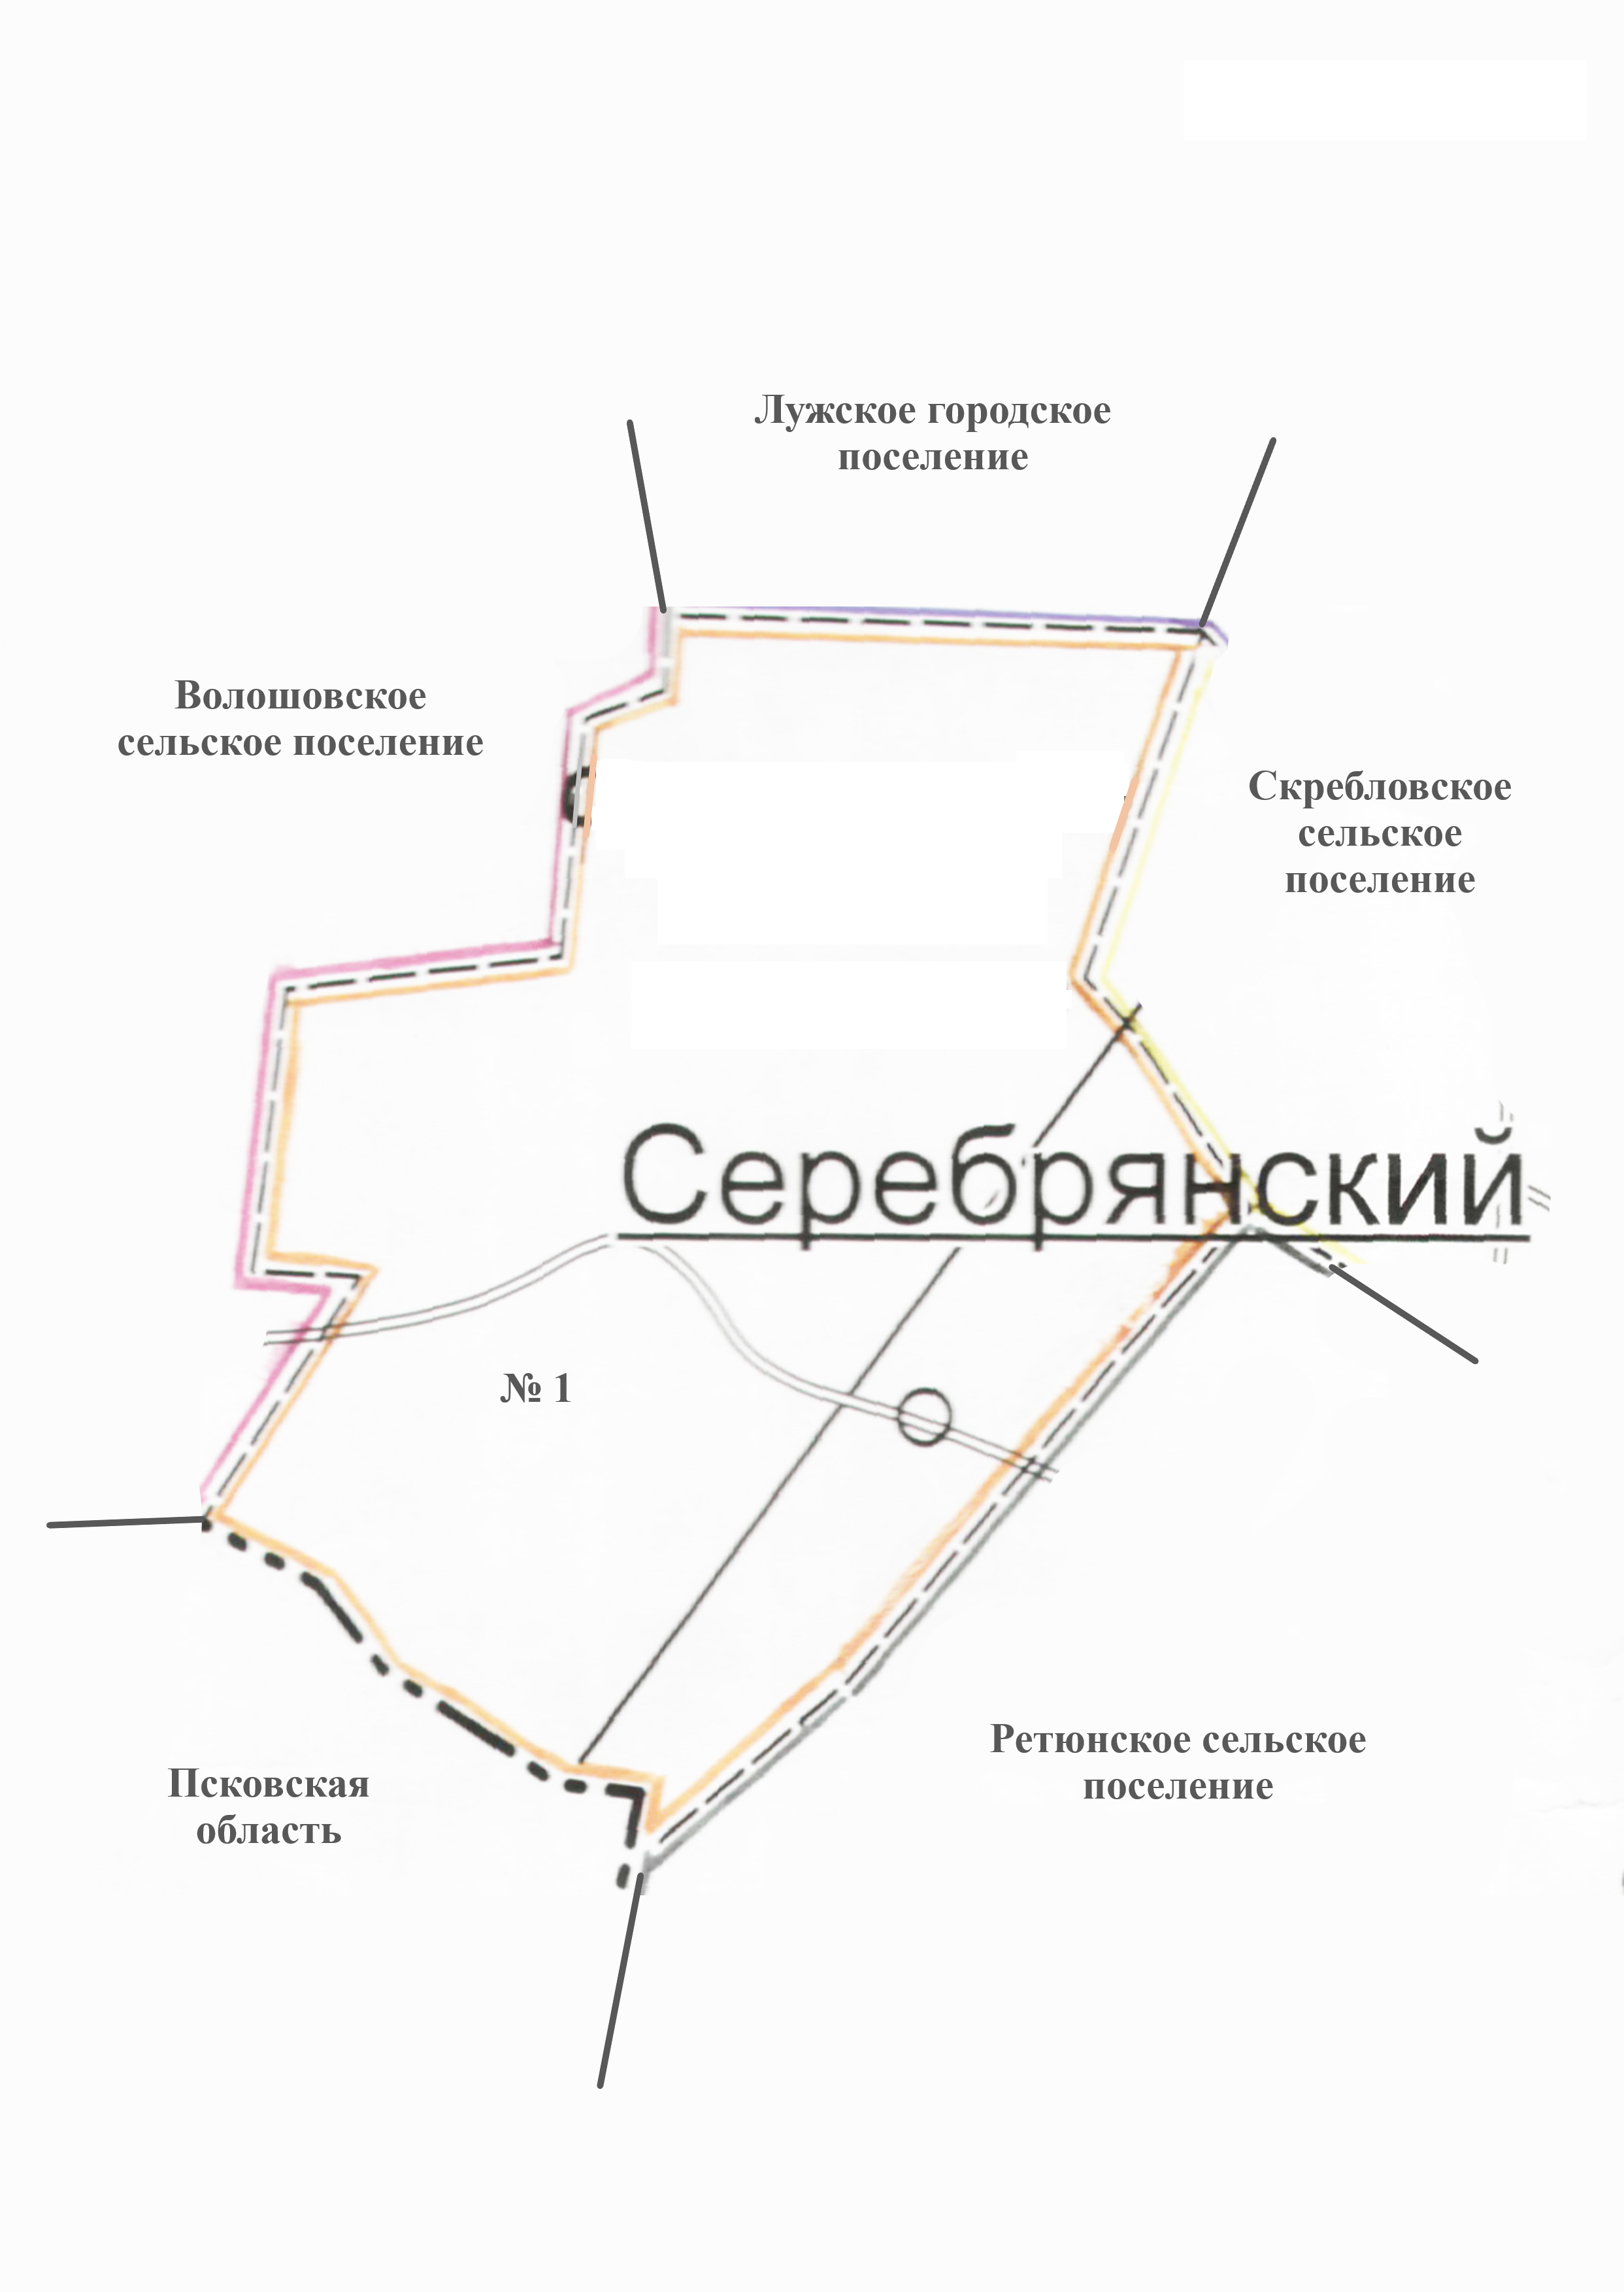 Лужское городское
поселение
Волошовское
сельское поселение
Скребловское
сельское
поселение
Серебрянский
№ 1
Ретюнское сельское
поселение
Псковская
область